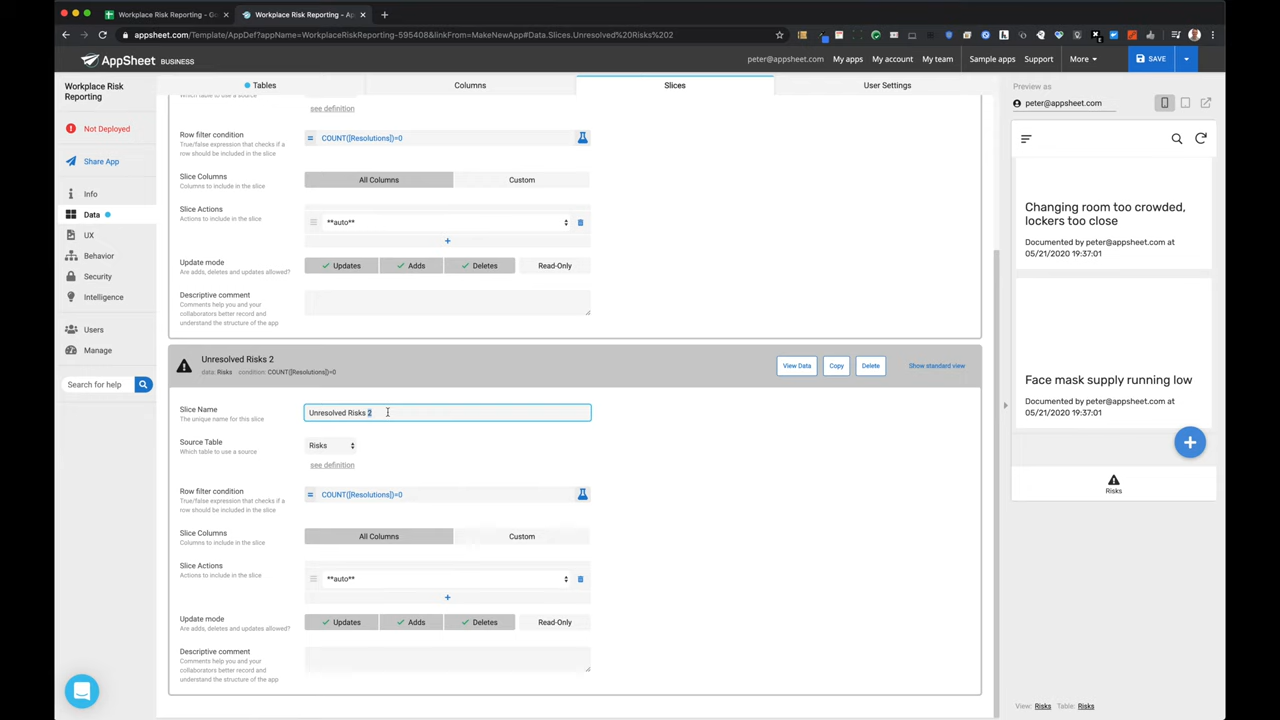 Workplace Risk Reporting - Go
Workplace Risk Reporting - Ap
appsheet.com/Template/AppDef?appName=WorkplaceRiskReporting-595408&linkFrom=MakeNewApp#Data.Slices.Unresolved%20Risks%202
AppSheet BUSINESS
peter@appsheet.com My apps My account My team Sample apps Support More SAVE
Workplace Risk
Reporting
Tables Columns Slices User Settings
Preview as
peter@appsheet.com
Not Deployed
Share App
Info
Data
UX
Behavior
Security
Intelligence
Users
Manage
Search for help
Which table to use a source
see definition
Row filter condition
True/false expression that checks if a
row should be included in the slice
COUNT([Resolutions])=0
Slice Columns
Columns to include in the slice
All Columns Custom
Slice Actions
Actions to include in the slice
**auto**
+
Update mode
Are adds, deletes and updates allowed?
Updates Adds Deletes Read-Only
Descriptive comment
Comments help you and your
collaborators better record and
understand the structure of the app
Unresolved Risks 2
data: Risks condition: COUNT([Resolutions])=0
View Data Copy Delete Show standard view
Slice Name
The unique name for this slice
Unresolved Risks 2
Source Table
Which table to use a source
Risks
see definition
Row filter condition
True/false expression that checks if a
row should be included in the slice
COUNT([Resolutions])=0
Slice Columns
Columns to include in the slice
All Columns Custom
Slice Actions
Actions to include in the slice
**auto**
+
Update mode
Are adds, deletes and updates allowed?
Updates Adds Deletes Read-Only
Descriptive comment
Comments help you and your
collaborators better record and
understand the structure of the app
Changing room too crowded,
lockers too close
Documented by peter@appsheet.com at
05/21/2020 19:37:01
Face mask supply running low
Documented by peter@appsheet.com at
05/21/2020 19:37:01
Risks
View: Risks Table: Risks